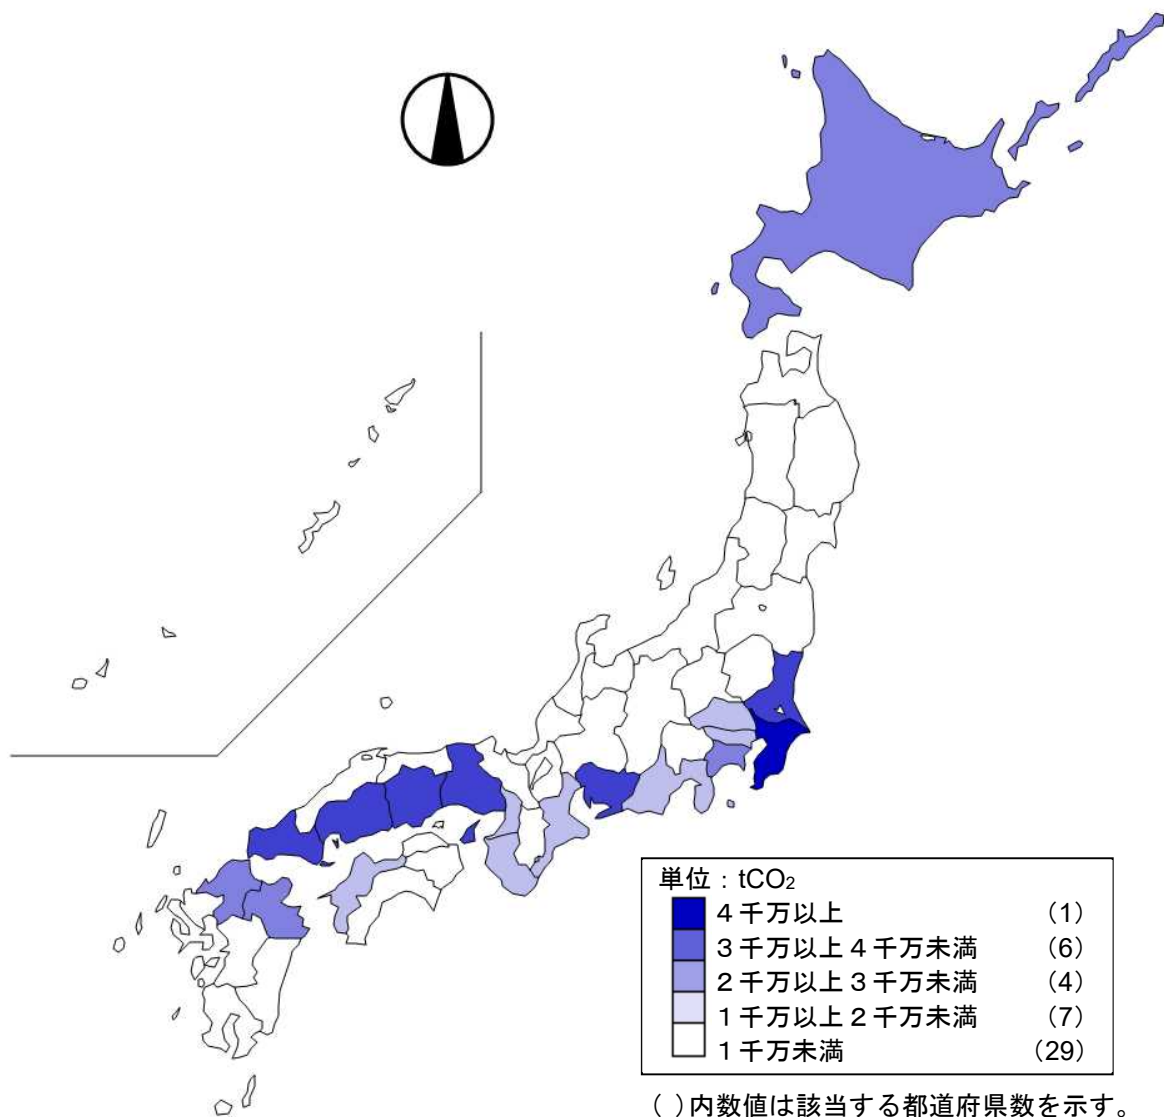 単位：tCO₂
４千万以上 （1）
３千万以上４千万未満 （6）
２千万以上３千万未満 （4）
１千万以上２千万未満 （7）
１千万未満 （29）
（ ）内数値は該当する都道府県数を示す。